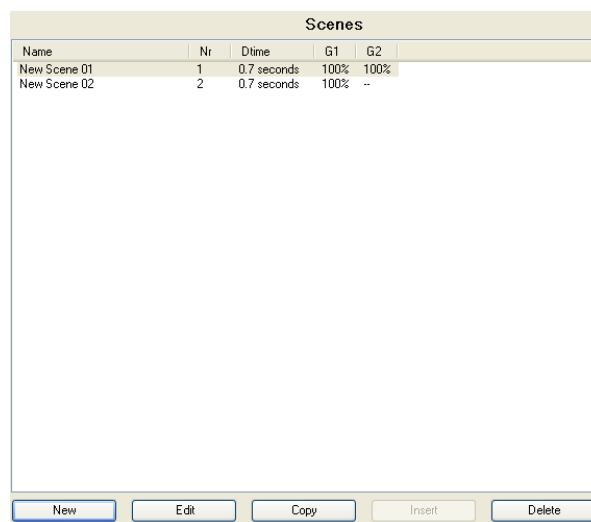 Scenes
Name Nr Dtime G1 G2
New Scene 01 1 0.7 seconds 100% 100%
New Scene 02 2 0.7 seconds 100% --
New Edit Copy Insert Delete